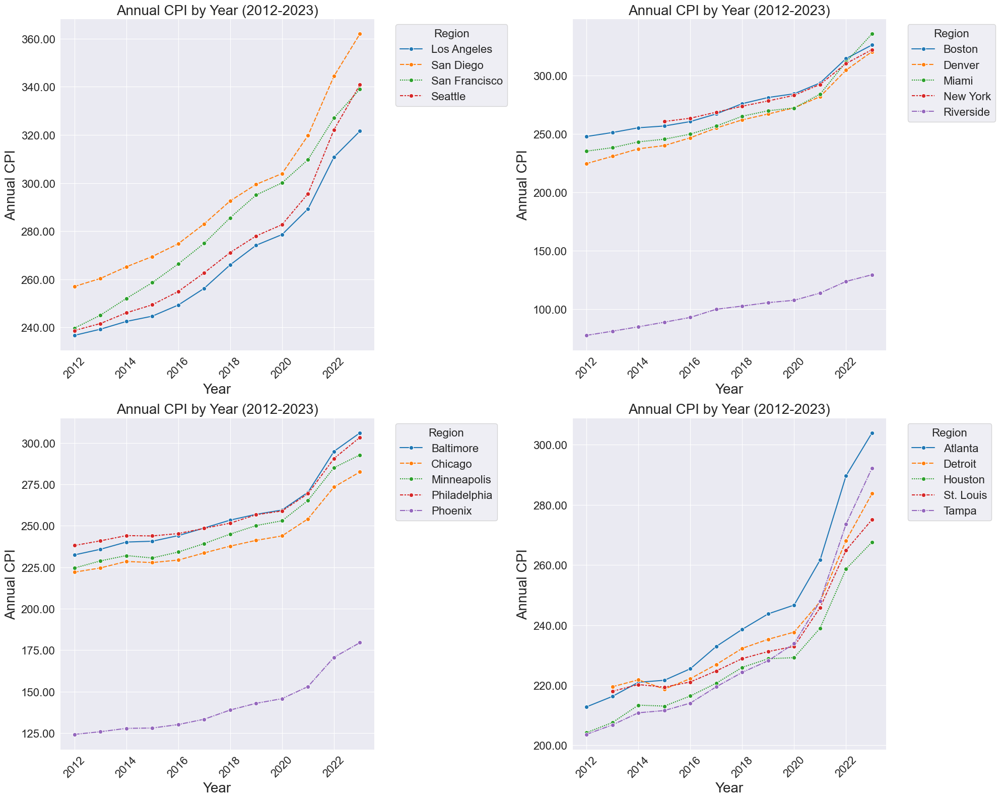 Annual CPI by Year (2012-2023)
Annual CPI
360.00
340.00
320.00
300.00
280.00
260.00
240.00
2012
2014
2016
2018
2020
2022
Year
Region
Los Angeles
San Diego
San Francisco
Seattle
Annual CPI by Year (2012-2023)
Annual CPI
300.00
250.00
200.00
150.00
100.00
2012
2014
2016
2018
2020
2022
Year
Region
Boston
Denver
Miami
New York
Riverside
Annual CPI by Year (2012-2023)
Annual CPI
300.00
275.00
250.00
225.00
200.00
175.00
150.00
125.00
2012
2014
2016
2018
2020
2022
Year
Region
Baltimore
Chicago
Minneapolis
Philadelphia
Phoenix
Annual CPI by Year (2012-2023)
Annual CPI
300.00
280.00
260.00
240.00
220.00
200.00
2012
2014
2016
2018
2020
2022
Year
Region
Atlanta
Detroit
Houston
St. Louis
Tampa